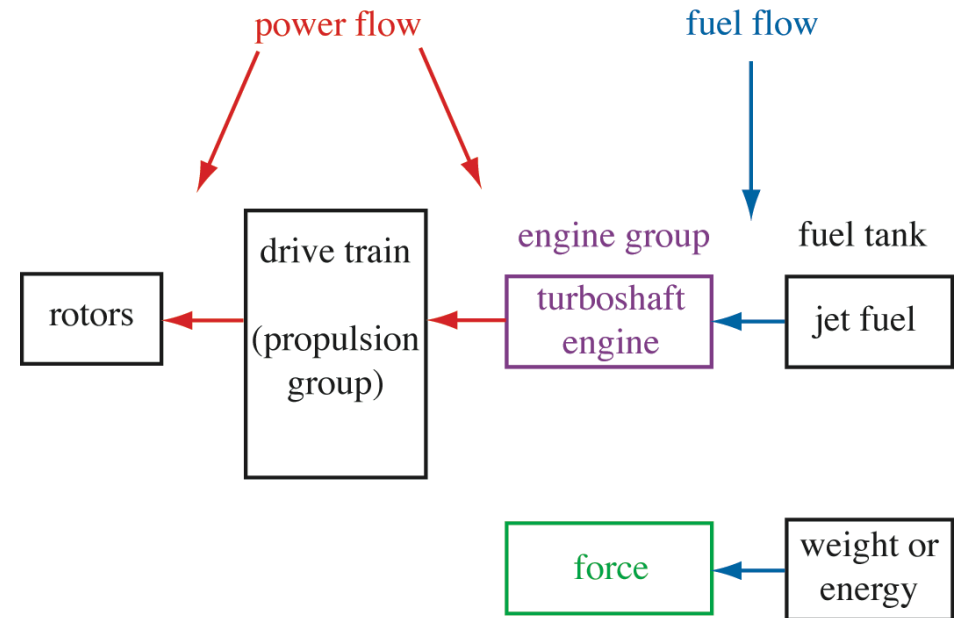 power flow
fuel flow
engine group
fuel tank
rotors
drive train
(propulsion
group)
turboshaft
engine
jet fuel
force
weight or
energy